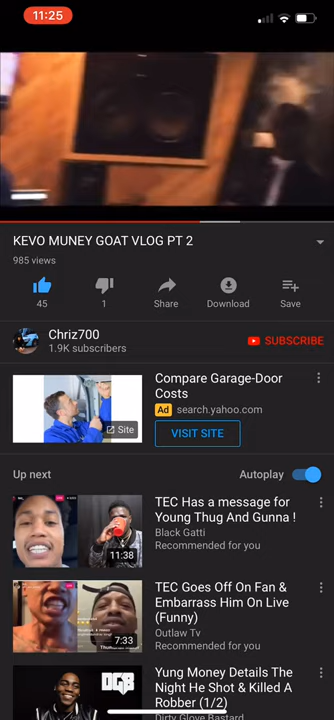 11:25
KEVO MUNEY GOAT VLOG PT 2
985 views
45
1
Share
Download
Save
Chriz700
1.9K subscribers
SUBSCRIBE
Compare Garage-Door
Costs
Ad search.yahoo.com
VISIT SITE
Site
Up next
Autoplay
TEC Has a message for
Young Thug And Gunna !
Black Gatti
Recommended for you
11:38
TEC Goes Off On Fan &
Embarrass Him On Live
(Funny)
Outlaw Tv
Recommended for you
7:33
Yung Money Details The
Night He Shot & Killed A
Robber (1/2)
Dirty Glove Bastard
DGB